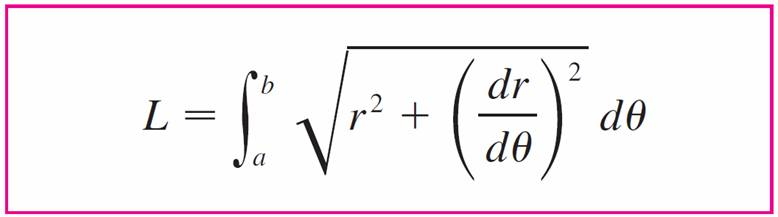 L = ∫_a^b √(r² + (dr/dθ)²) dθ